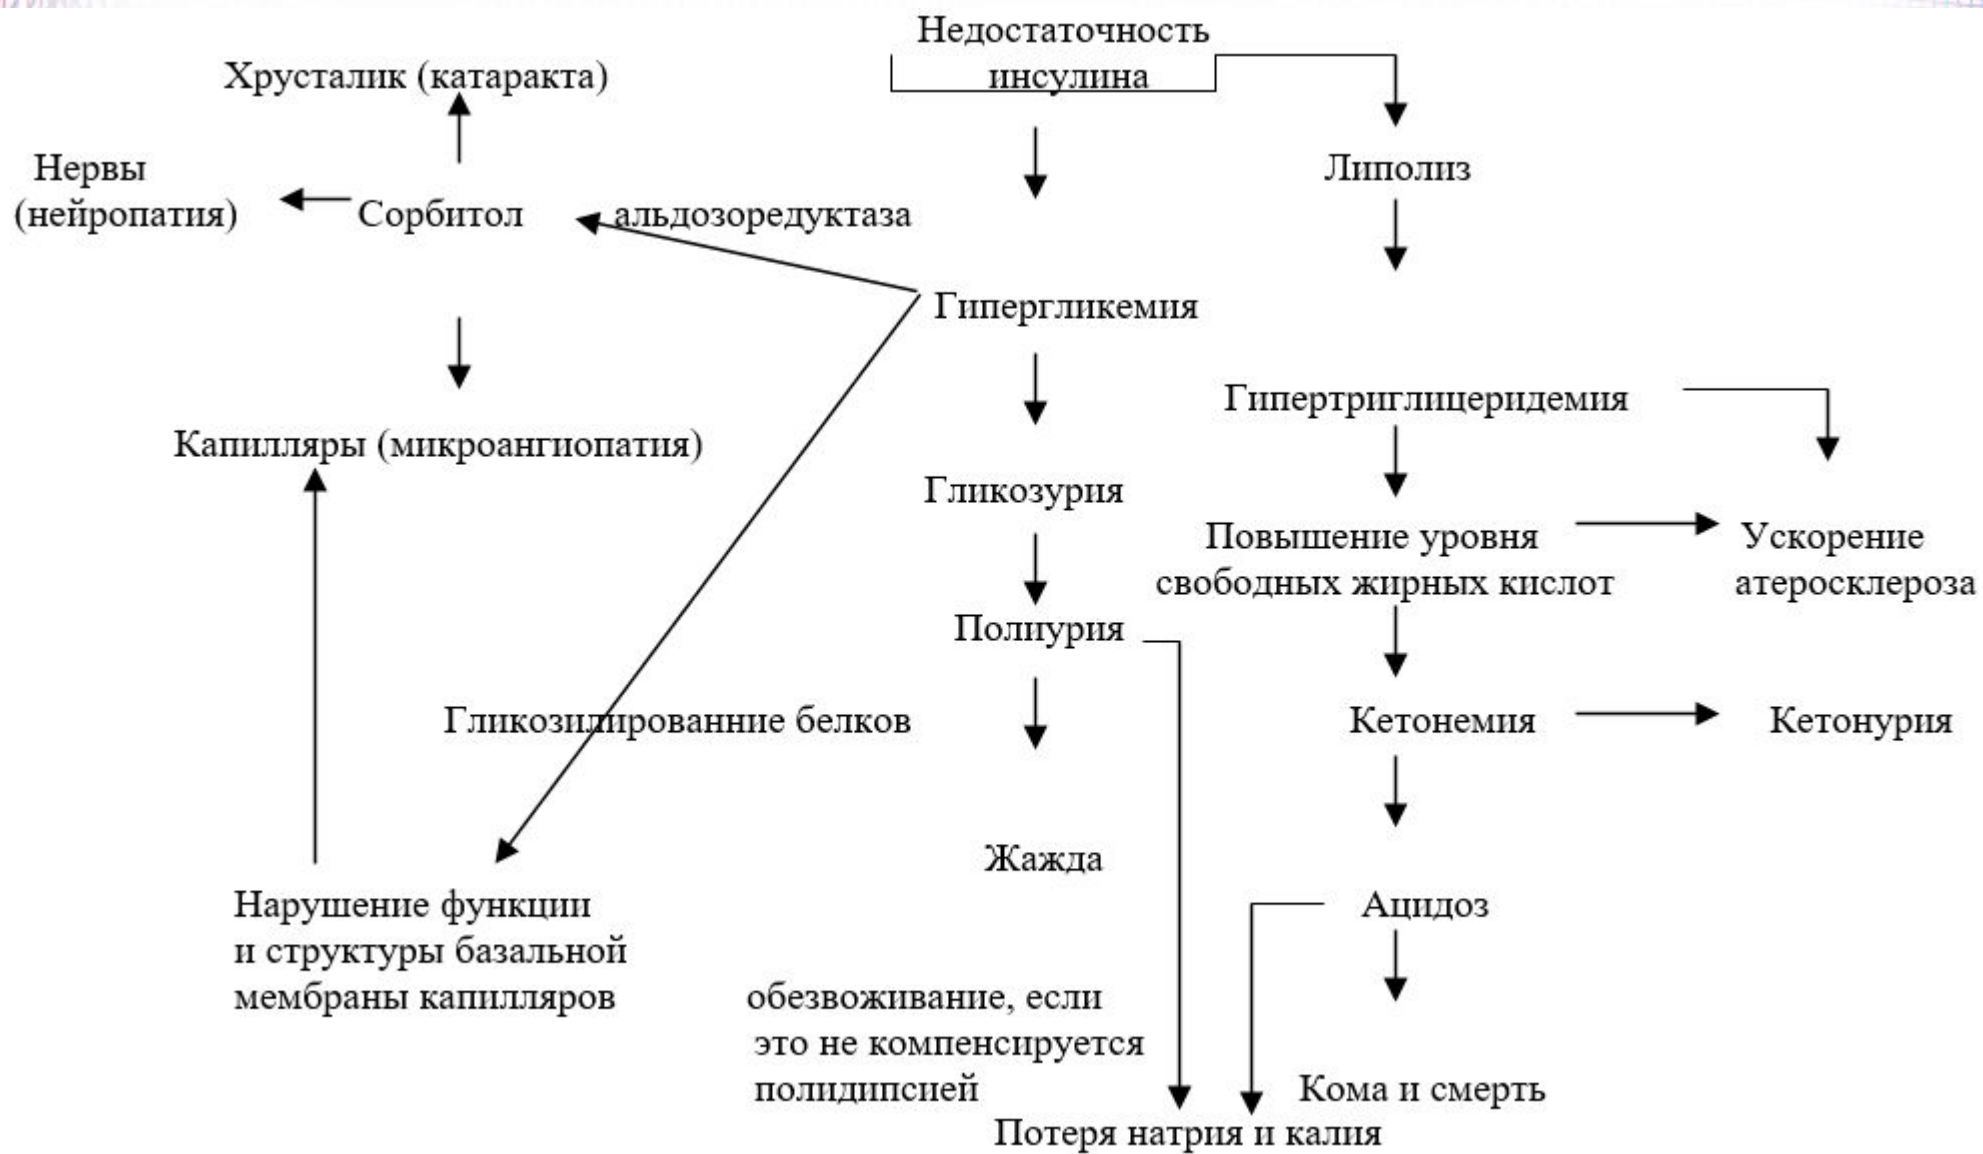 Недостаточность
инсулина
Хрусталик (катаракта)
Нервы
(нейропатия)
Сорбитол
альдозоредуктаза
Липолиз
Гипергликемия
Гипертриглицеридемия
Капилляры (микроангиопатия)
Гликозурия
Повышение уровня
свободных жирных кислот
Ускорение
атеросклероза
Полиурия
Гликозилированние белков
Кетонемия
Кетонурия
Жажда
Нарушение функции
и структуры базальной
мембраны капилляров
Ацидоз
обезвоживание, если
это не компенсируется
полидипсией
Кома и смерть
Потеря натрия и калия